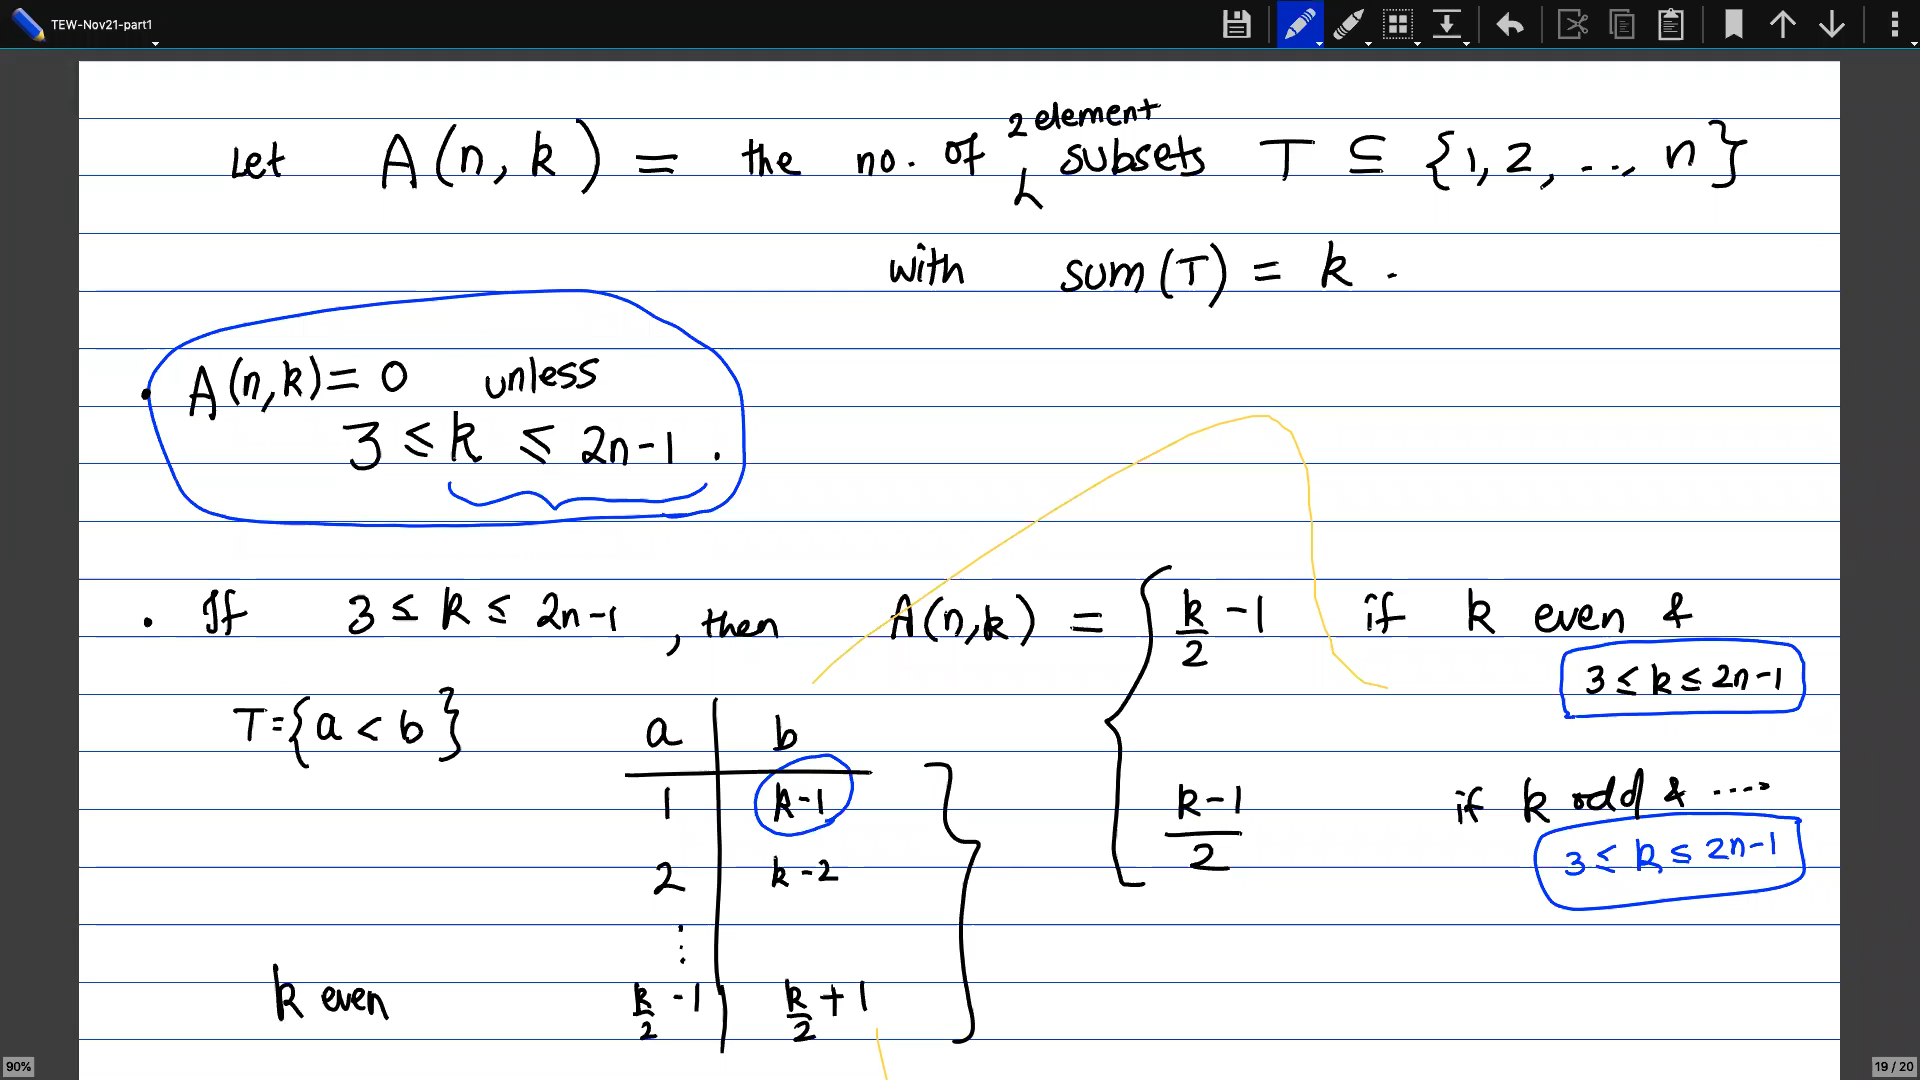 TEW-Nov21-part1
2 element
Let A(n, k) = the no. of subsets T ⊆ {1, 2, ..., n}
with sum(T) = k.
• A(n,k) = 0 unless
3 ≤ k ≤ 2n-1.
• If 3 ≤ k ≤ 2n-1, then A(n,k) = { k/2 -1 if k even &
3 ≤ k ≤ 2n-1
T={a < b}
a | b
1 | k-1
k-1/2 if k odd & ....
3 ≤ k ≤ 2n-1
2 | k-2
⋮
k even k/2 -1 | k/2 +1
90%
19 / 20